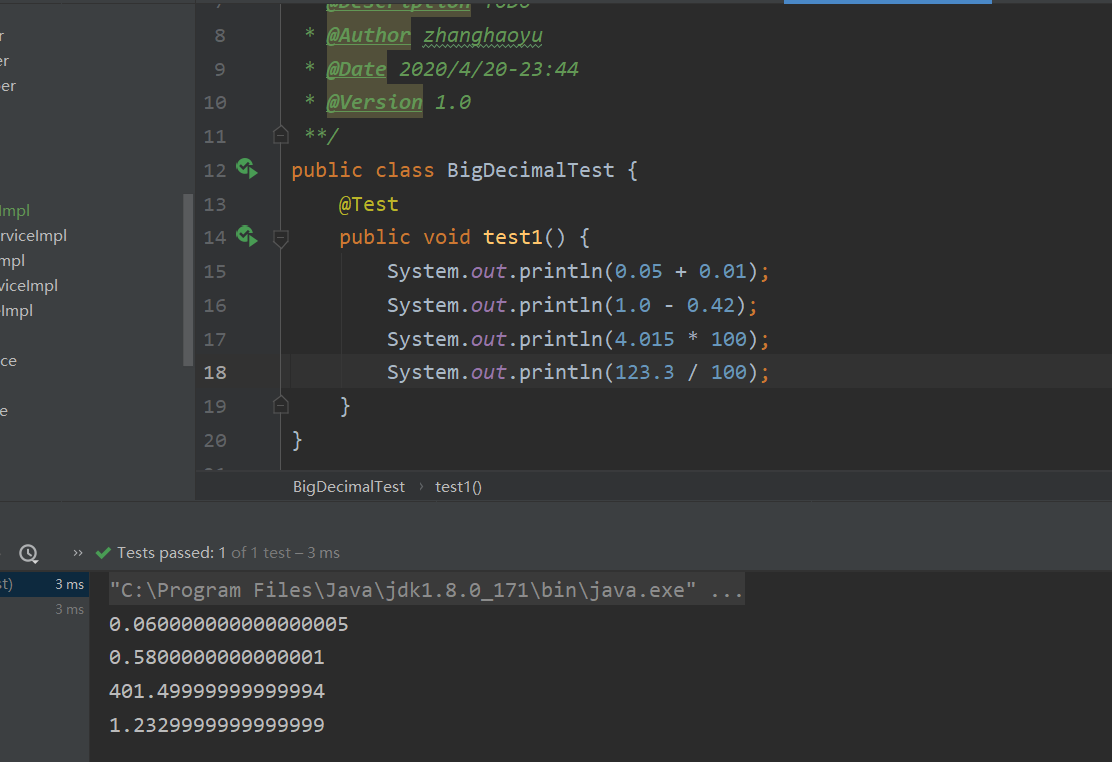 @Description TODO
r
8 * @Author zhanghaoyu
er
9 * @Date 2020/4/20-23:44
er
10 * @Version 1.0
11 **/
12 public class BigDecimalTest {
Impl
13 @Test
rviceImpl
14 public void test1() {
mpl
15 System.out.println(0.05 + 0.01);
viceImpl
16 System.out.println(1.0 - 0.42);
eImpl
17 System.out.println(4.015 * 100);
ce
18 System.out.println(123.3 / 100);
e
19 }
20 }
BigDecimalTest › test1()
» Tests passed: 1 of 1 test – 3 ms
st) 3 ms
"C:\Program Files\Java\jdk1.8.0_171\bin\java.exe" ...
3 ms
0.060000000000000005
0.5800000000000001
401.49999999999994
1.2329999999999999